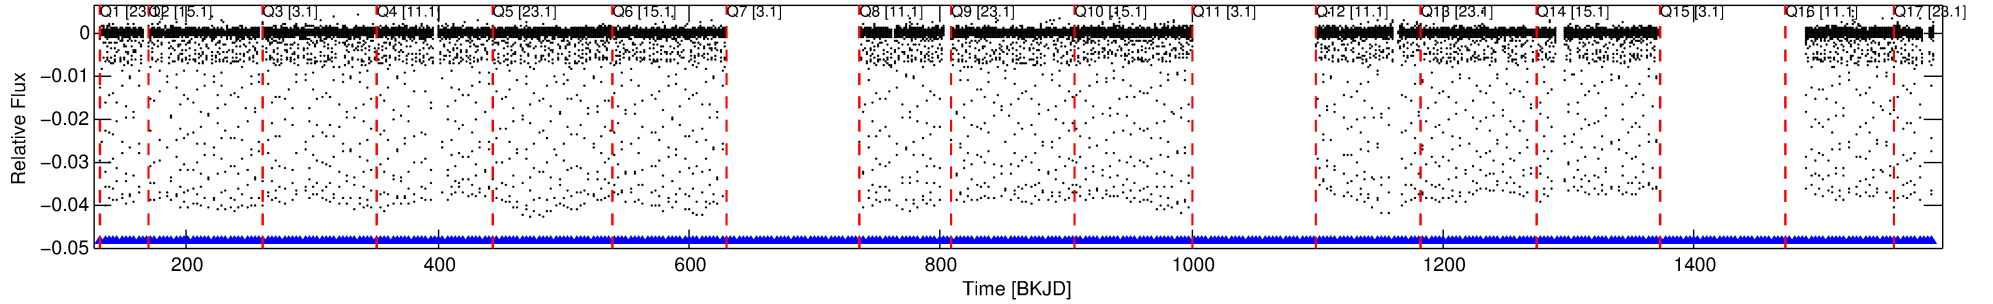 Q1 [23.1] Q2 [15.1] Q3 [3.1] Q4 [11.1] Q5 [23.1] Q6 [15.1] Q7 [3.1] Q8 [11.1] Q9 [23.1] Q10 [15.1] Q11 [3.1] Q12 [11.1] Q13 [23.1] Q14 [15.1] Q15 [3.1] Q16 [11.1] Q17 [23.1]
0
−0.01
−0.02
−0.03
−0.04
−0.05
Relative Flux
200 400 600 800 1000 1200 1400
Time [BKJD]